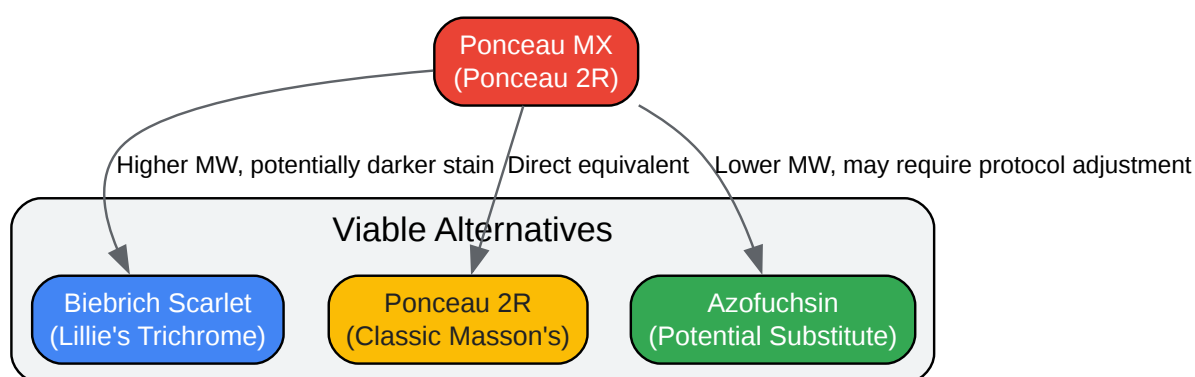 Ponceau MX
(Ponceau 2R)
Higher MW, potentially darker stain
Direct equivalent
Lower MW, may require protocol adjustment
Viable Alternatives
Biebrich Scarlet
(Lillie's Trichrome)
Ponceau 2R
(Classic Masson's)
Azofuchsin
(Potential Substitute)